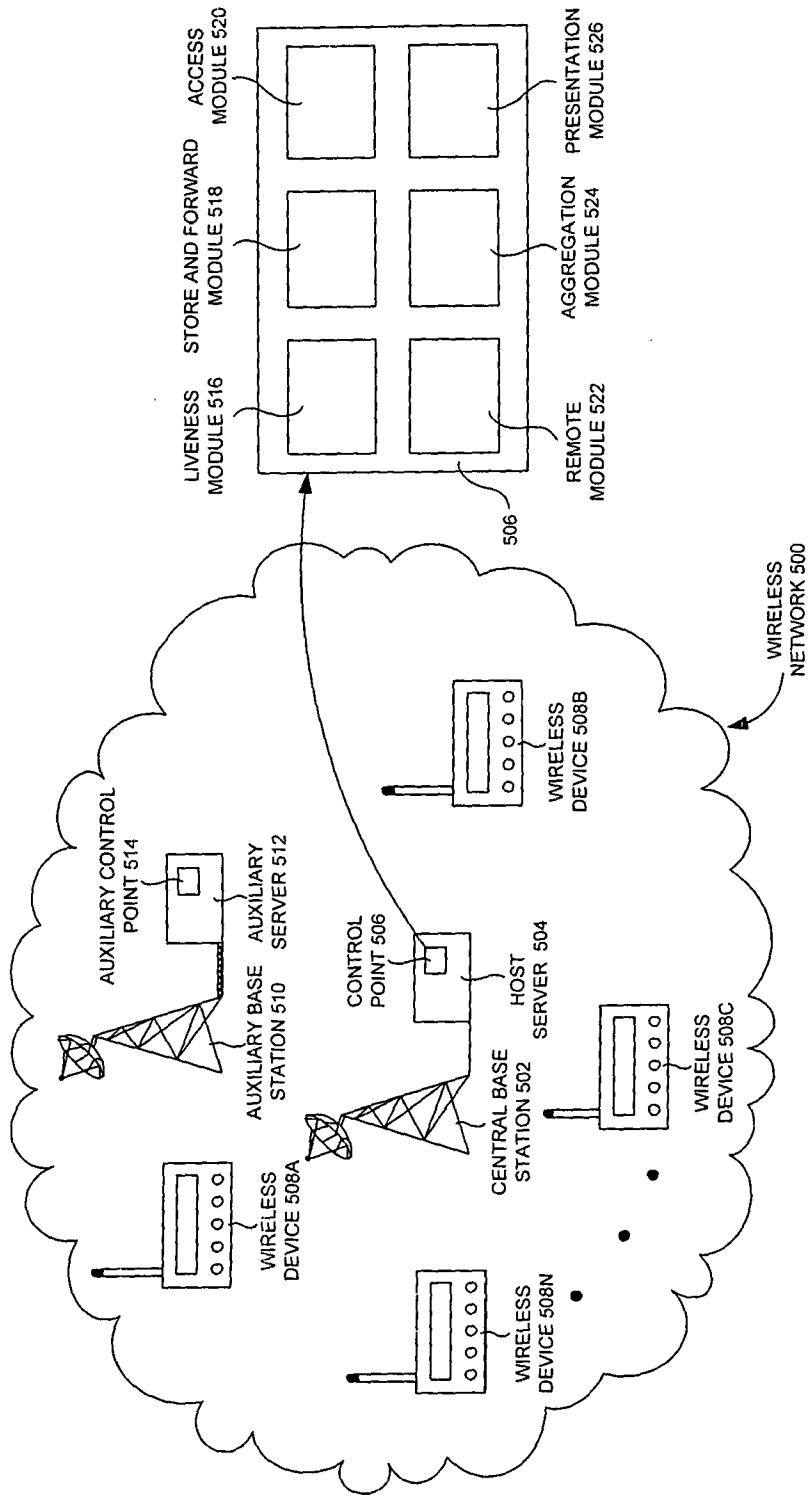 LIVENESS
MODULE 516
STORE AND FORWARD
MODULE 518
ACCESS
MODULE 520
506
REMOTE
MODULE 522
AGGREGATION
MODULE 524
PRESENTATION
MODULE 526
WIRELESS
DEVICE 508A
AUXILIARY BASE
STATION 510
AUXILIARY CONTROL
POINT 514
AUXILIARY
SERVER 512
CENTRAL BASE
STATION 502
CONTROL
POINT 506
HOST
SERVER 504
WIRELESS
DEVICE 508B
WIRELESS
DEVICE 508N
WIRELESS
DEVICE 508C
WIRELESS
NETWORK 500